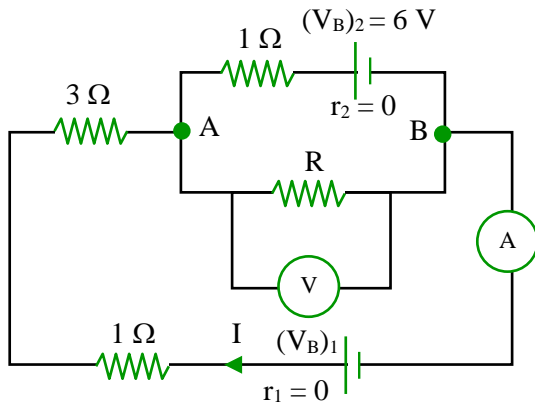 1 Ω
(V_B)₂ = 6 V
r₂ = 0
3 Ω
A
B
R
A
V
1 Ω
I
(V_B)₁
r₁ = 0